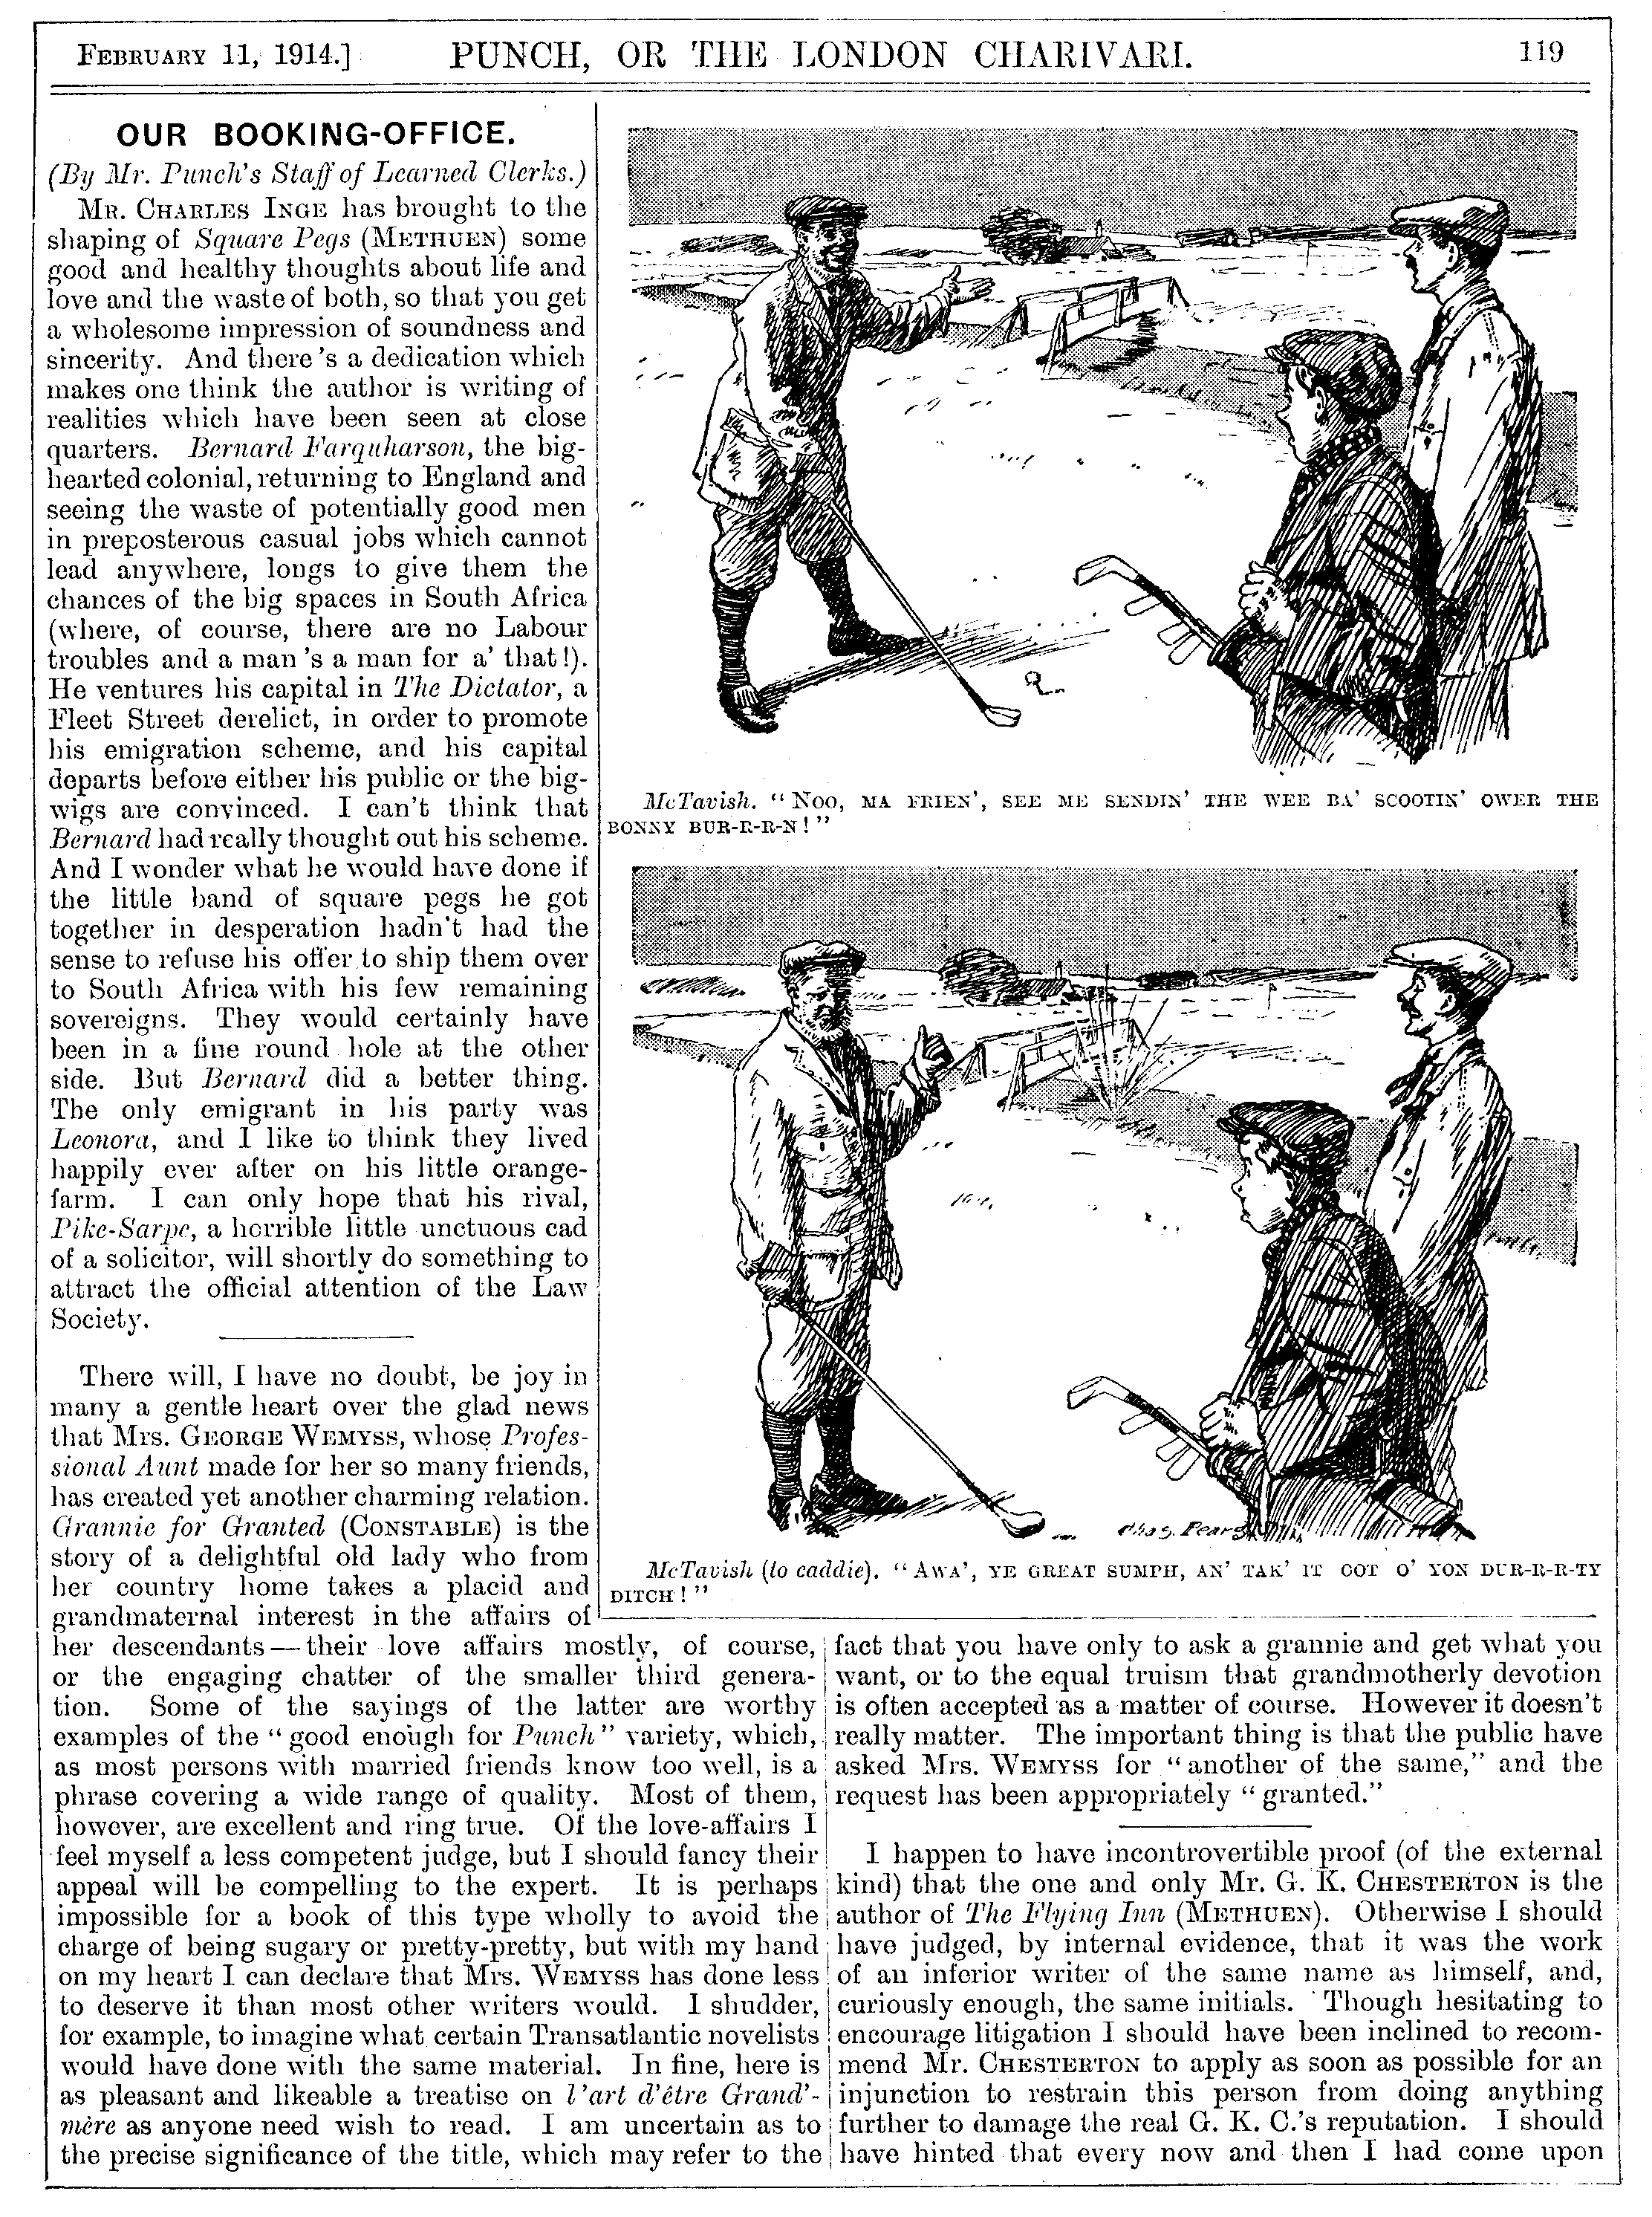 FEBRUARY 11, 1914.] PUNCH, OR THE LONDON CHARIVARI. 119
OUR BOOKING-OFFICE.
(By Mr. Punch's Staff of Learned Clerks.)
MR. CHARLES INGE has brought to the
shaping of Square Pegs (METHUEN) some
good and healthy thoughts about life and
love and the waste of both, so that you get
a wholesome impression of soundness and
sincerity. And there's a dedication which
makes one think the author is writing of
realities which have been seen at close
quarters. Bernard Farquharson, the big-
hearted colonial, returning to England and
seeing the waste of potentially good men
in preposterous casual jobs which cannot
lead anywhere, longs to give them the
chances of the big spaces in South Africa
(where, of course, there are no Labour
troubles and a man's a man for a' that!).
He ventures his capital in The Dictator, a
Fleet Street derelict, in order to promote
his emigration scheme, and his capital
departs before either his public or the big-
wigs are convinced. I can't think that
Bernard had really thought out his scheme.
And I wonder what he would have done if
the little band of square pegs he got
together in desperation hadn't had the
sense to refuse his offer to ship them over
to South Africa with his few remaining
sovereigns. They would certainly have
been in a fine round hole at the other
side. But Bernard did a better thing.
The only emigrant in his party was
Leonora, and I like to think they lived
happily ever after on his little orange-
farm. I can only hope that his rival,
Pike-Sarpe, a horrible little unctuous cad
of a solicitor, will shortly do something to
attract the official attention of the Law
Society.
There will, I have no doubt, be joy in
many a gentle heart over the glad news
that Mrs. GEORGE WEMYSS, whose Profes-
sional Aunt made for her so many friends,
has created yet another charming relation.
Grannie for Granted (CONSTABLE) is the
story of a delightful old lady who from
her country home takes a placid and
grandmaternal interest in the affairs of
her descendants—their love affairs mostly, of course,
or the engaging chatter of the smaller third genera-
tion. Some of the sayings of the latter are worthy
examples of the "good enough for Punch" variety, which,
as most persons with married friends know too well, is a
phrase covering a wide range of quality. Most of them,
however, are excellent and ring true. Of the love-affairs I
feel myself a less competent judge, but I should fancy their
appeal will be compelling to the expert. It is perhaps
impossible for a book of this type wholly to avoid the
charge of being sugary or pretty-pretty, but with my hand
on my heart I can declare that Mrs. WEMYSS has done less
to deserve it than most other writers would. I shudder,
for example, to imagine what certain Transatlantic novelists
would have done with the same material. In fine, here is
as pleasant and likeable a treatise on l'art d'être Grand'-
mère as anyone need wish to read. I am uncertain as to
the precise significance of the title, which may refer to the
McTavish. "NOO, MA FRIEN', SEE ME SENDIN' THE WEE BA' SCOOTIN' OWER THE
BONNY BUR-R-R-N!"
Chas. Pears
McTavish (to caddie). "AWA', YE GREAT SUMPH, AN' TAK' IT OOT O' YON DUR-R-R-TY
DITCH!"
fact that you have only to ask a grannie and get what you
want, or to the equal truism that grandmotherly devotion
is often accepted as a matter of course. However it doesn't
really matter. The important thing is that the public have
asked Mrs. WEMYSS for "another of the same," and the
request has been appropriately "granted."
I happen to have incontrovertible proof (of the external
kind) that the one and only Mr. G. K. CHESTERTON is the
author of The Flying Inn (METHUEN). Otherwise I should
have judged, by internal evidence, that it was the work
of an inferior writer of the same name as himself, and,
curiously enough, the same initials. Though hesitating to
encourage litigation I should have been inclined to recom-
mend Mr. CHESTERTON to apply as soon as possible for an
injunction to restrain this person from doing anything
further to damage the real G. K. C.'s reputation. I should
have hinted that every now and then I had come upon